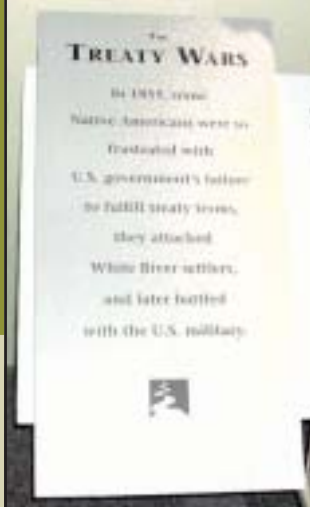 THE
TREATY WARS
In 1855, some
Native Americans were so
frustrated with
U.S. government's failure
to fulfill treaty terms,
they attacked
White River settlers,
and later battled
with the U.S. military.